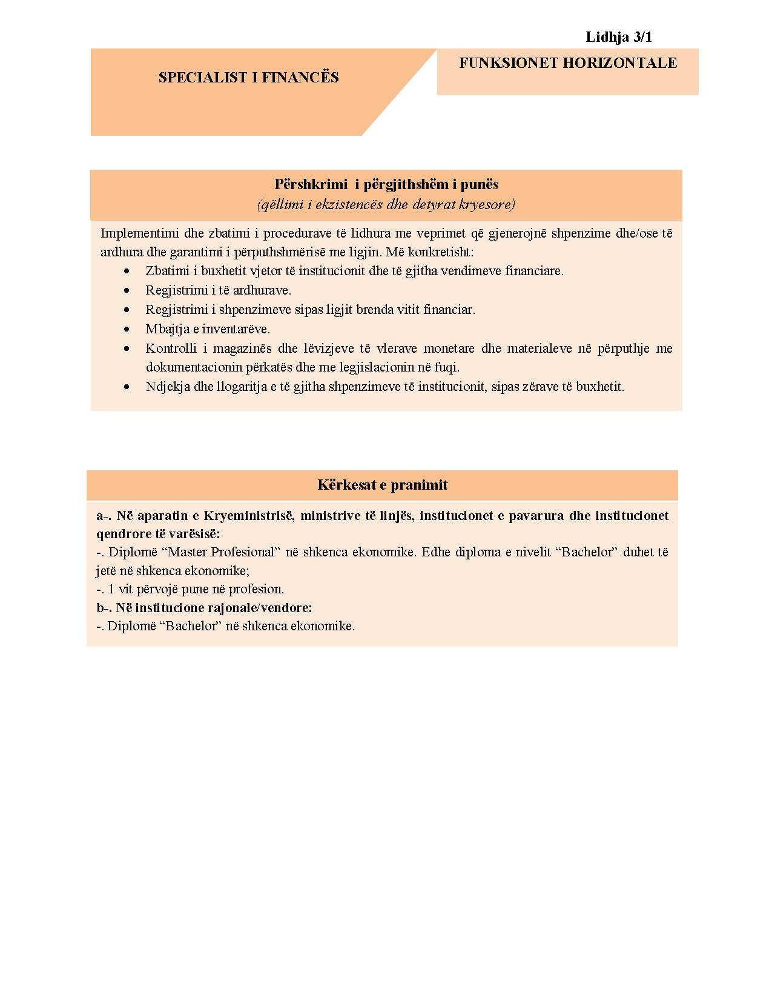 Lidhja 3/1
SPECIALIST I FINANCËS
FUNKSIONET HORIZONTALE
Përshkrimi  i përgjithshëm i punës
(qëllimi i ekzistencës dhe detyrat kryesore)
Implementimi dhe zbatimi i procedurave të lidhura me veprimet që gjenerojnë shpenzime dhe/ose të
ardhura dhe garantimi i përputhshmërisë me ligjin. Më konkretisht:
• Zbatimi i buxhetit vjetor të institucionit dhe të gjitha vendimeve financiare.
• Regjistrimi i të ardhurave.
• Regjistrimi i shpenzimeve sipas ligjit brenda vitit financiar.
• Mbajtja e inventarëve.
• Kontrolli i magazinës dhe lëvizjeve të vlerave monetare dhe materialeve në përputhje me
dokumentacionin përkatës dhe me legjislacionin në fuqi.
• Ndjekja dhe llogaritja e të gjitha shpenzimeve të institucionit, sipas zërave të buxhetit.
Kërkesat e pranimit
a-. Në aparatin e Kryeministrisë, ministrive të linjës, institucionet e pavarura dhe institucionet
qendrore të varësisë:
-. Diplomë “Master Profesional” në shkenca ekonomike. Edhe diploma e nivelit “Bachelor” duhet të
jetë në shkenca ekonomike;
-. 1 vit përvojë pune në profesion.
b-. Në institucione rajonale/vendore:
-. Diplomë “Bachelor” në shkenca ekonomike.